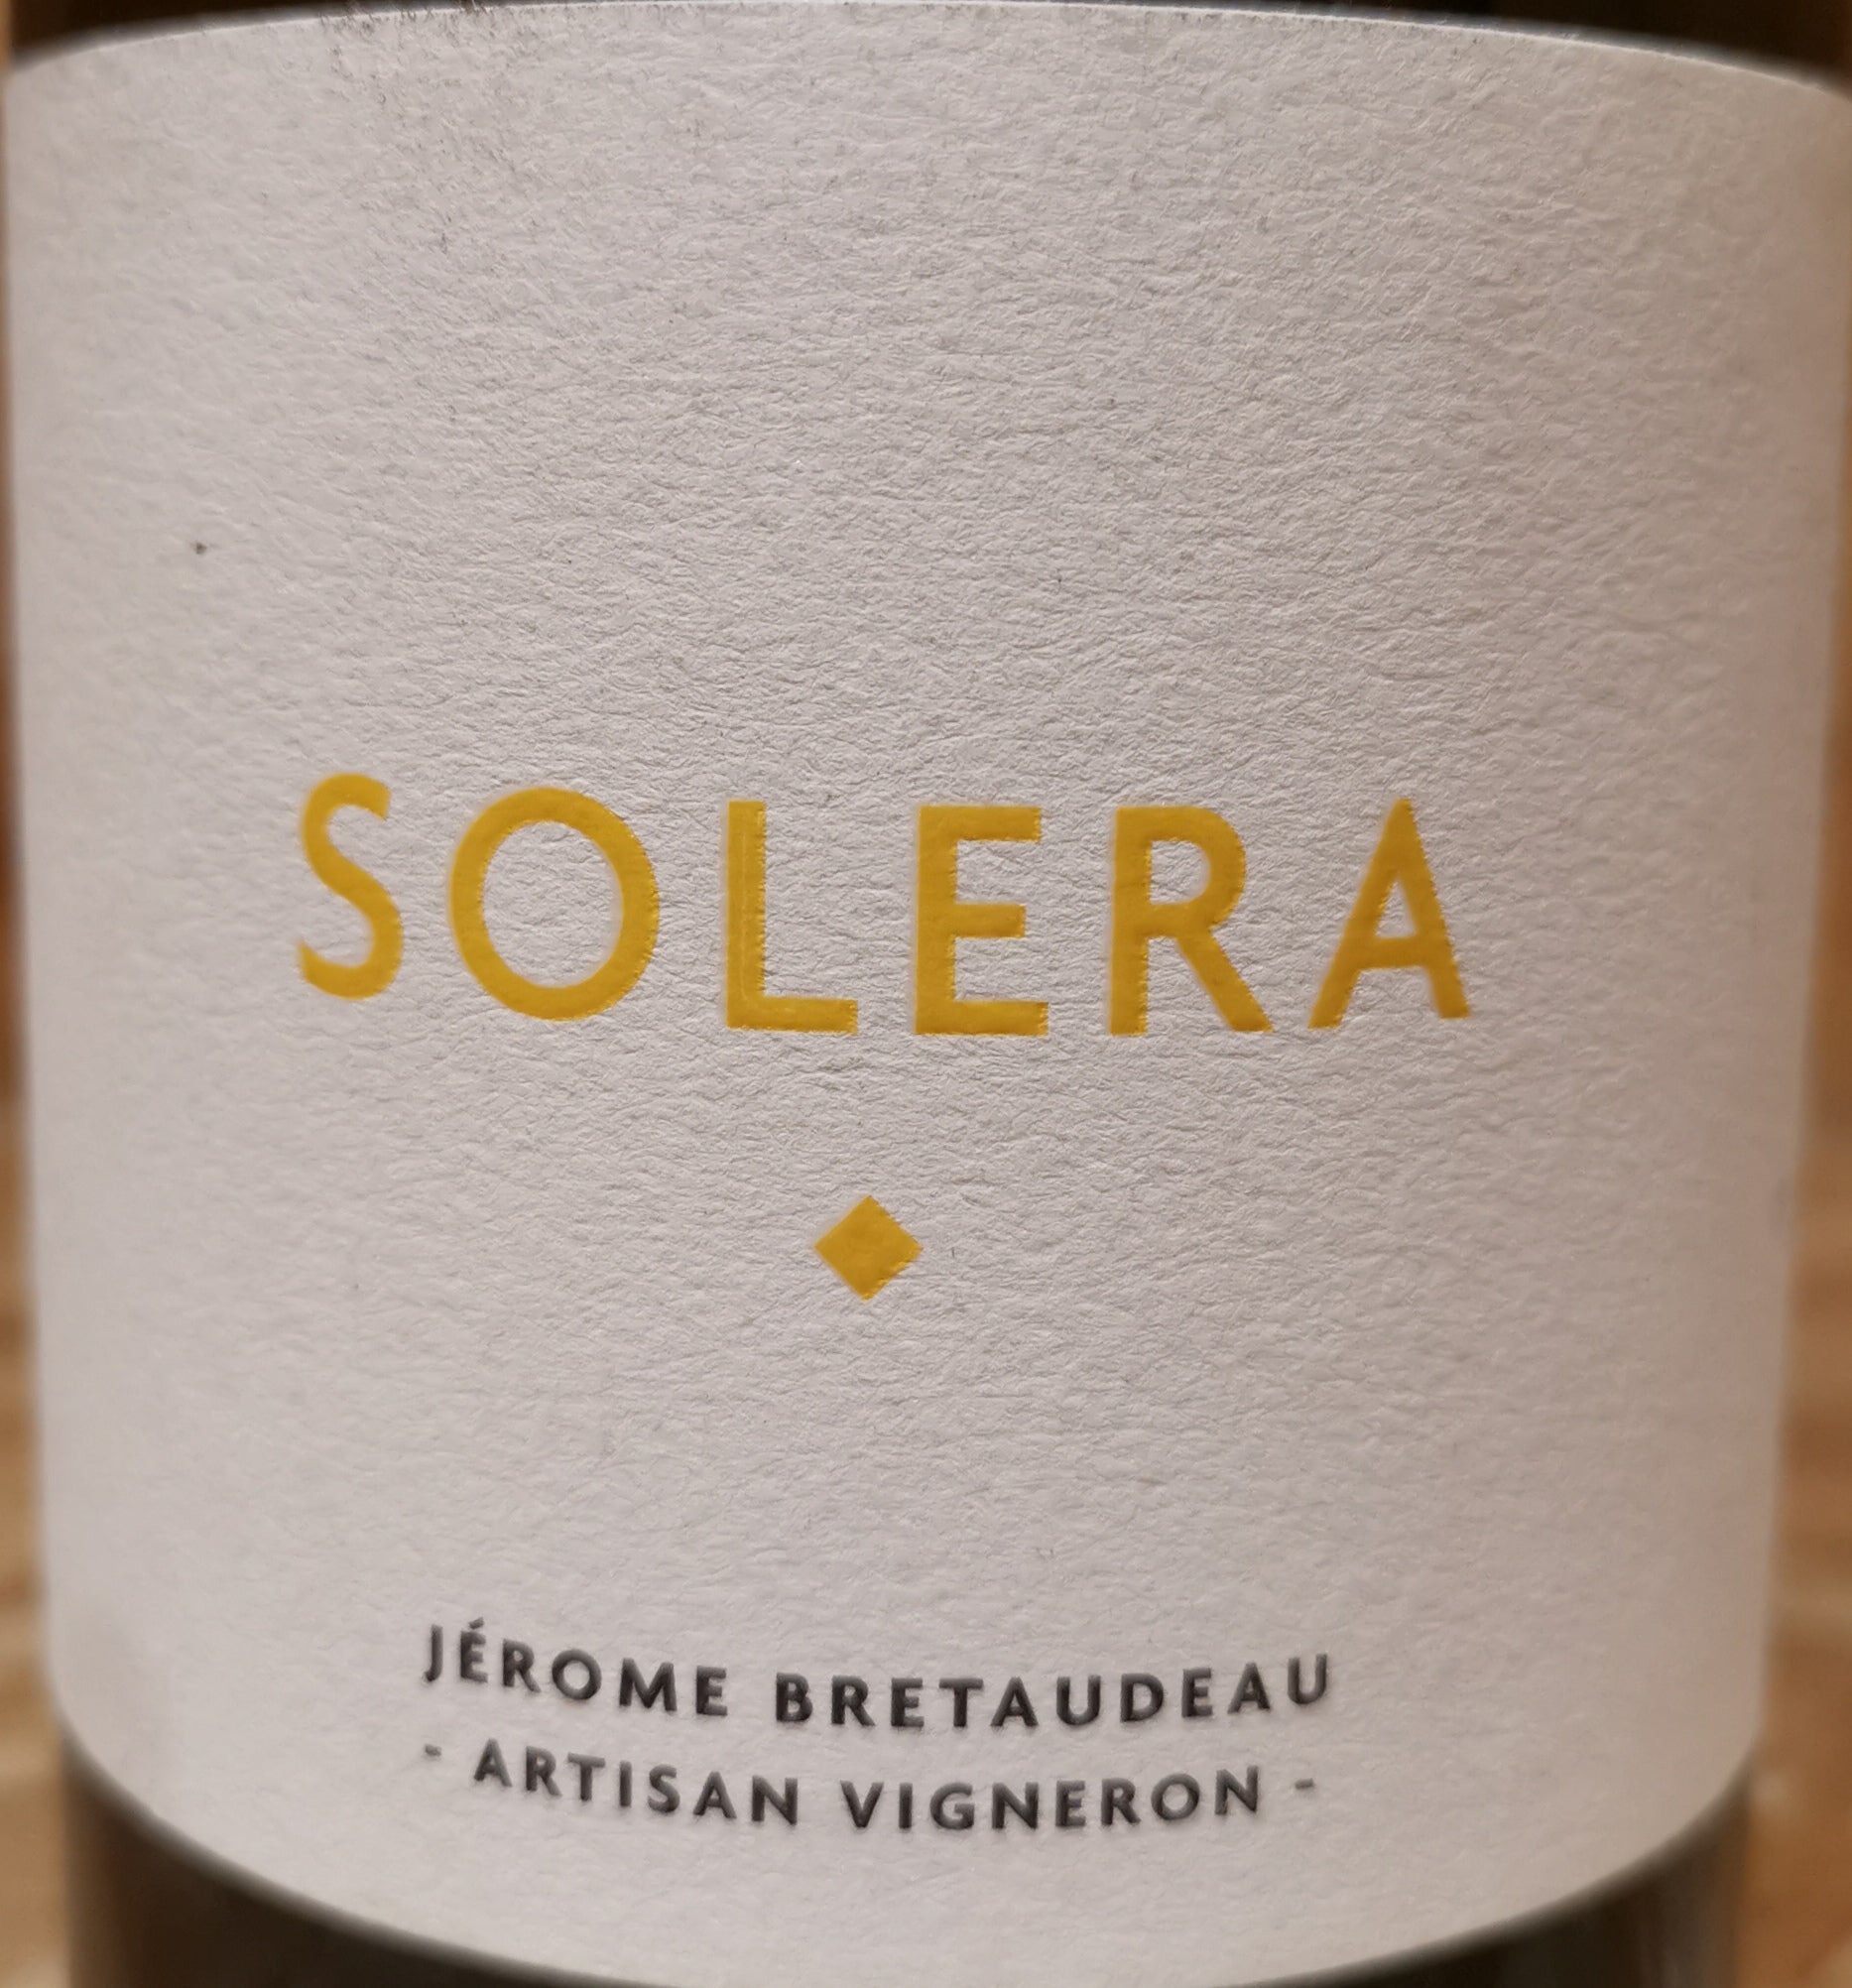 SOLERA
JÉROME BRETAUDEAU
- ARTISAN VIGNERON -